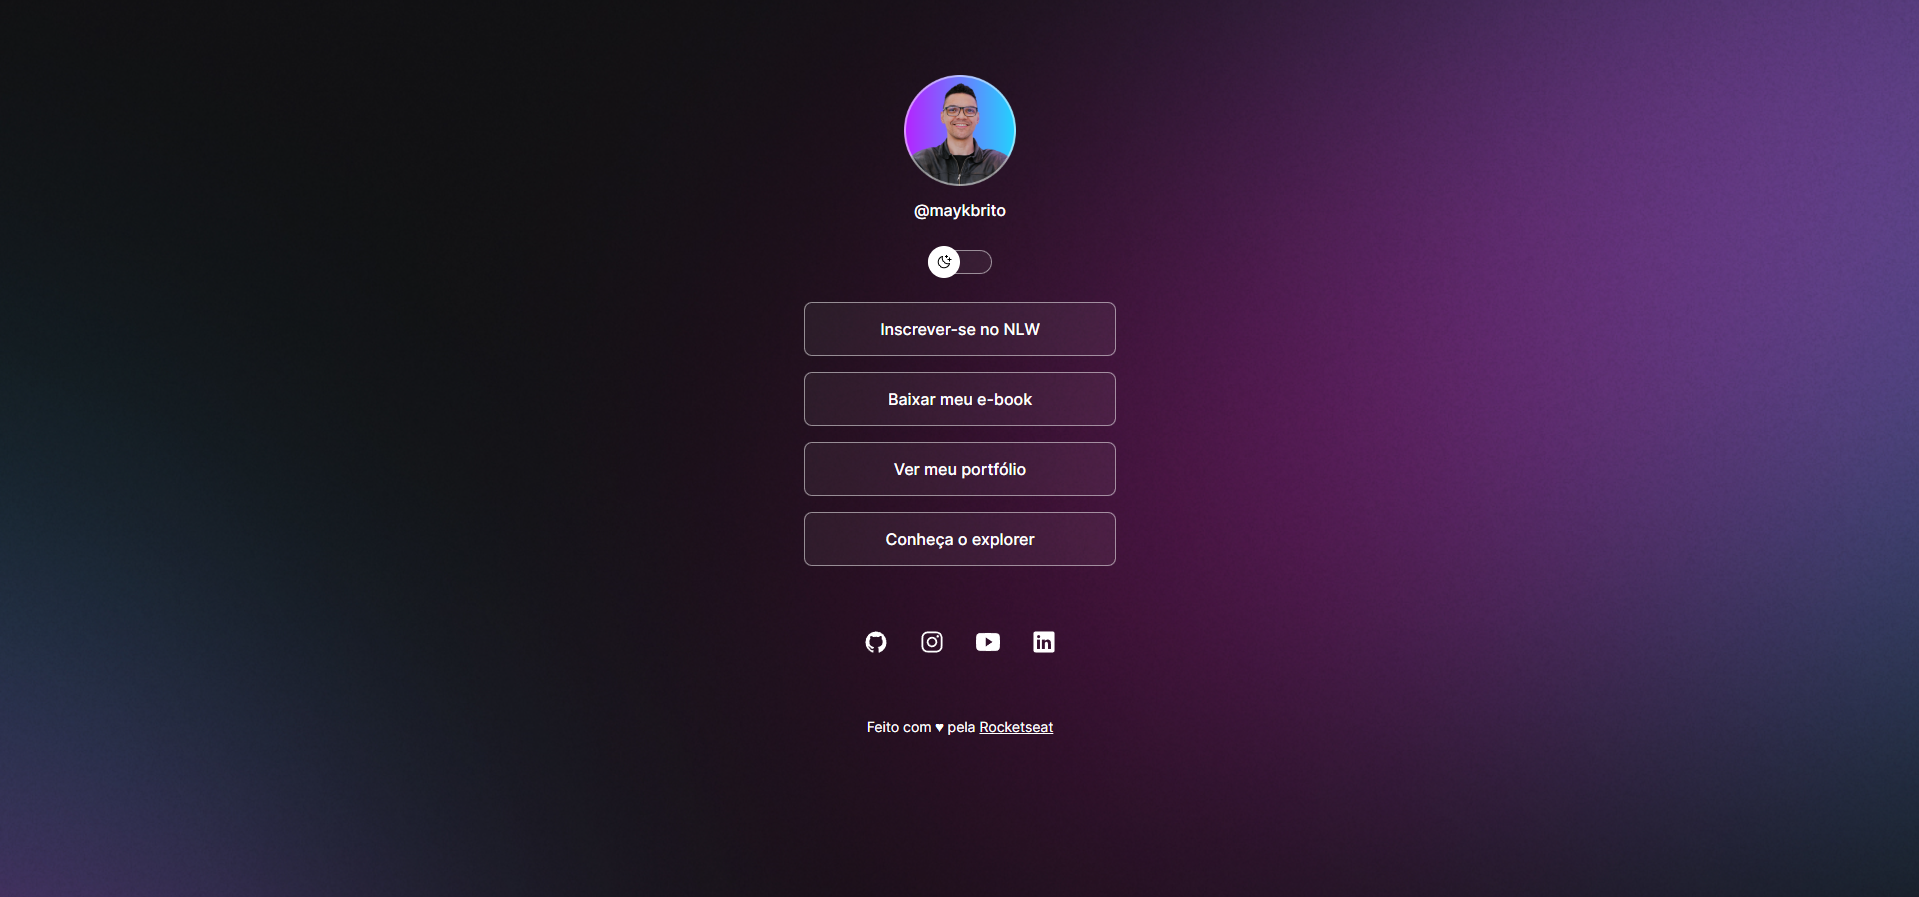 @maykbrito
Inscrever-se no NLW
Baixar meu e-book
Ver meu portfólio
Conheça o explorer
Feito com ♥ pela Rocketseat